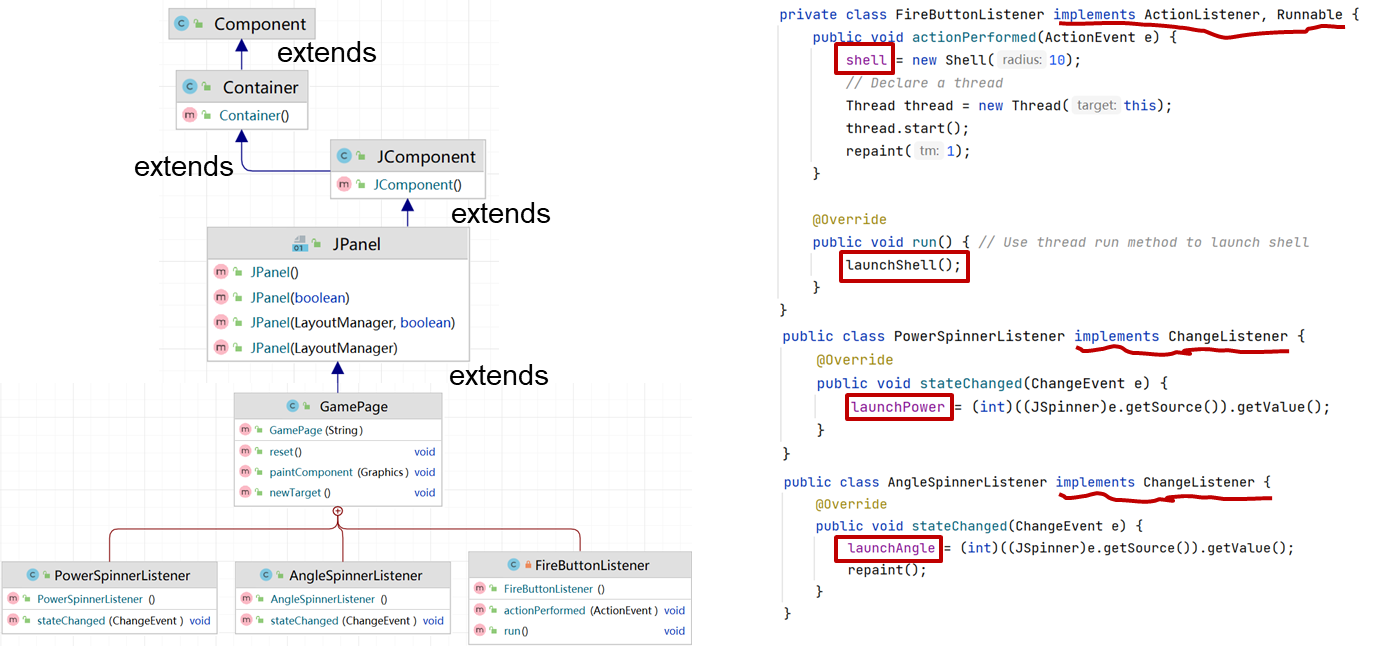 Component
extends
Container
Container()
extends
JComponent
JComponent()
extends
JPanel
JPanel()
JPanel(boolean)
JPanel(LayoutManager, boolean)
JPanel(LayoutManager)
extends
GamePage
GamePage (String)
reset() void
paintComponent (Graphics) void
newTarget () void
PowerSpinnerListener
PowerSpinnerListener ()
stateChanged (ChangeEvent) void
AngleSpinnerListener
AngleSpinnerListener ()
stateChanged (ChangeEvent) void
FireButtonListener
FireButtonListener ()
actionPerformed (ActionEvent) void
run() void
private class FireButtonListener implements ActionListener, Runnable {
public void actionPerformed(ActionEvent e) {
shell = new Shell( radius: 10);
// Declare a thread
Thread thread = new Thread( target: this);
thread.start();
repaint( tm: 1);
}
@Override
public void run() { // Use thread run method to launch shell
launchShell();
}
}
public class PowerSpinnerListener implements ChangeListener {
@Override
public void stateChanged(ChangeEvent e) {
launchPower = (int)((JSpinner)e.getSource()).getValue();
}
}
public class AngleSpinnerListener implements ChangeListener {
@Override
public void stateChanged(ChangeEvent e) {
launchAngle = (int)((JSpinner)e.getSource()).getValue();
repaint();
}
}